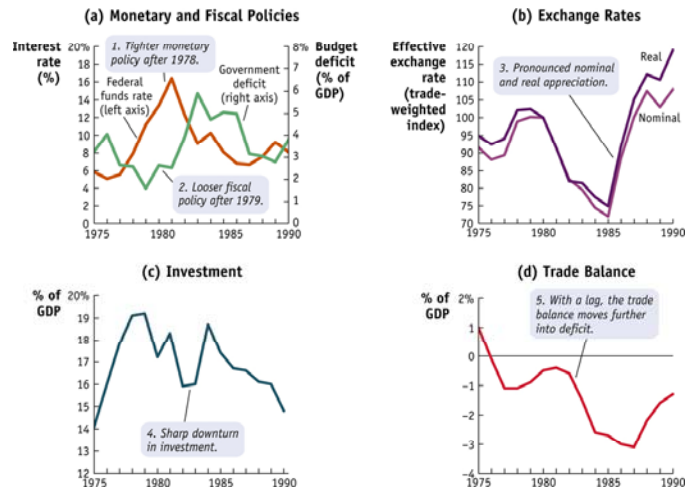 (a) Monetary and Fiscal Policies
Interest
rate
(%)
20%
18
16
14
12
10
8
6
4
2
0
1. Tighter monetary
policy after 1978.
Federal
funds rate
(left axis)
Government
deficit
(right axis)
2. Looser fiscal
policy after 1979.
8%
7
6
5
4
3
2
1
0
Budget
deficit
(% of
GDP)
1975 1980 1985 1990
(b) Exchange Rates
Effective
exchange
rate
(trade-
weighted
index)
120
115
110
105
100
95
90
85
80
75
70
3. Pronounced nominal
and real appreciation.
Real
Nominal
1975 1980 1985 1990
(c) Investment
% of
GDP
20%
19
18
17
16
15
14
13
12
4. Sharp downturn
in investment.
1975 1980 1985 1990
(d) Trade Balance
% of
GDP
2%
1
0
-1
-2
-3
-4
5. With a lag, the trade
balance moves further
into deficit.
1975 1980 1985 1990